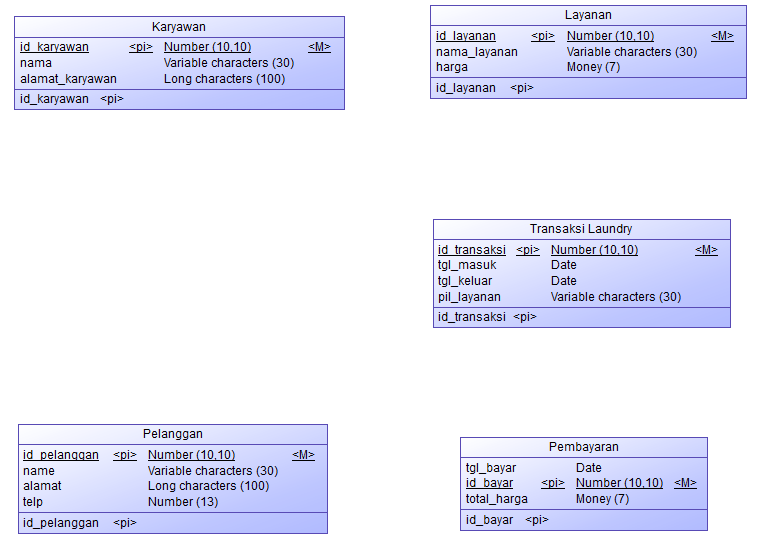 Karyawan
id_karyawan <pi> Number (10,10) <M>
nama Variable characters (30)
alamat_karyawan Long characters (100)
id_karyawan <pi>
Layanan
id_layanan <pi> Number (10,10) <M>
nama_layanan Variable characters (30)
harga Money (7)
id_layanan <pi>
Transaksi Laundry
id_transaksi <pi> Number (10,10) <M>
tgl_masuk Date
tgl_keluar Date
pil_layanan Variable characters (30)
id_transaksi <pi>
Pelanggan
id_pelanggan <pi> Number (10,10) <M>
name Variable characters (30)
alamat Long characters (100)
telp Number (13)
id_pelanggan <pi>
Pembayaran
tgl_bayar Date
id_bayar <pi> Number (10,10) <M>
total_harga Money (7)
id_bayar <pi>